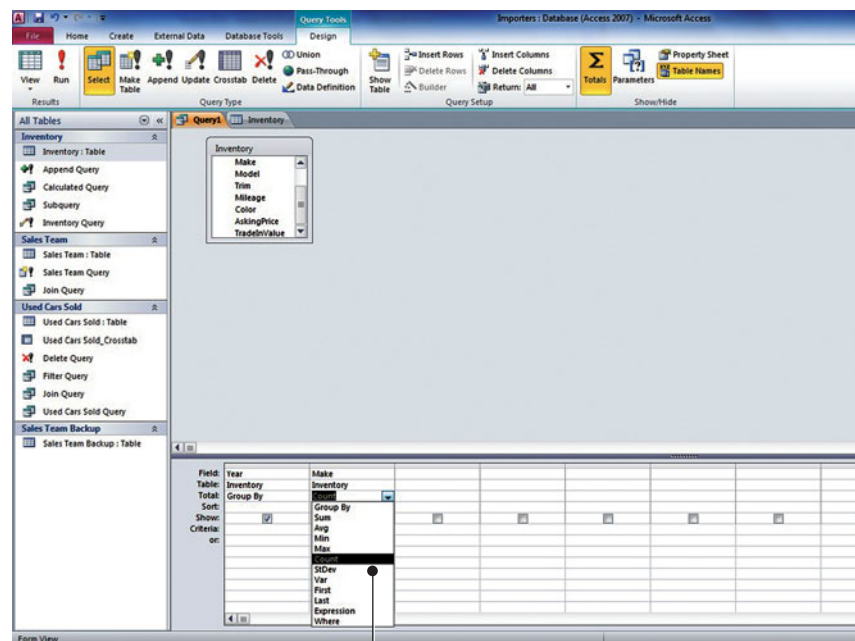 Query Tools
Importers : Database (Access 2007) - Microsoft Access
File Home Create External Data Database Tools Design
View Run Select Make Table Append Update Crosstab Delete
Union
Pass-Through
Data Definition
Show Table
Insert Rows
Delete Rows
Builder
Insert Columns
Delete Columns
Return: All
Totals Parameters
Property Sheet
Table Names
Results Query Type Query Setup Show/Hide
All Tables
Inventory
Inventory : Table
Append Query
Calculated Query
Subquery
Inventory Query
Sales Team
Sales Team : Table
Sales Team Query
Join Query
Used Cars Sold
Used Cars Sold : Table
Used Cars Sold_Crosstab
Delete Query
Filter Query
Join Query
Used Cars Sold Query
Sales Team Backup
Sales Team Backup : Table
Query1 Inventory
Inventory
Make
Model
Trim
Mileage
Color
AskingPrice
TradeInValue
Field: Year Make
Table: Inventory Inventory
Total: Group By Count
Sort:
Show:
Criteria:
or:
Group By
Sum
Avg
Min
Max
Count
StDev
Var
First
Last
Expression
Where
Form View